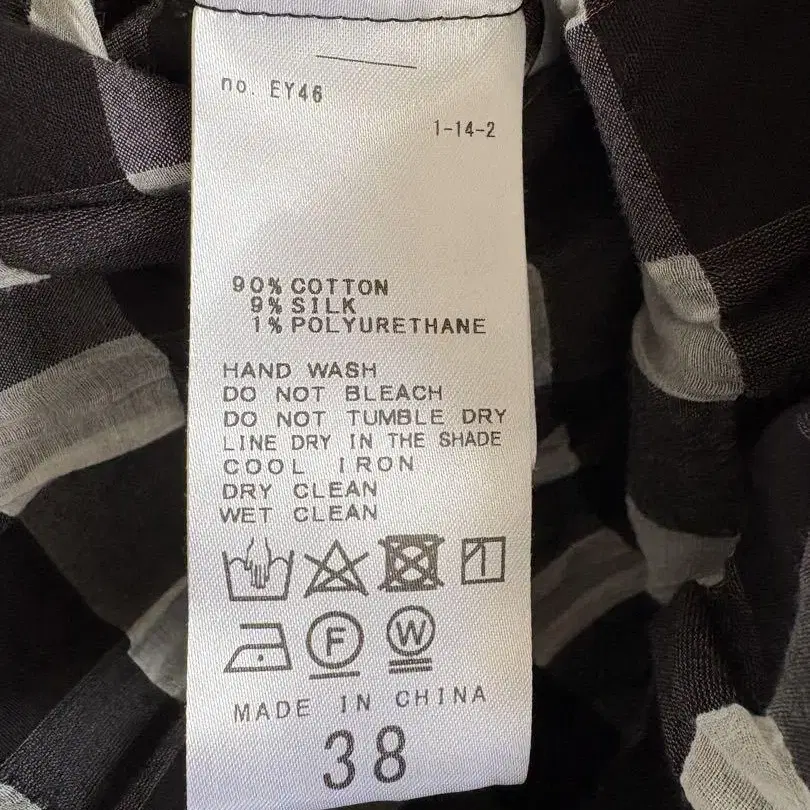 no. EY46
1-14-2
90% COTTON
9% SILK
1% POLYURETHANE
HAND WASH
DO NOT BLEACH
DO NOT TUMBLE DRY
LINE DRY IN THE SHADE
COOL IRON
DRY CLEAN
WET CLEAN
F W
MADE IN CHINA
38